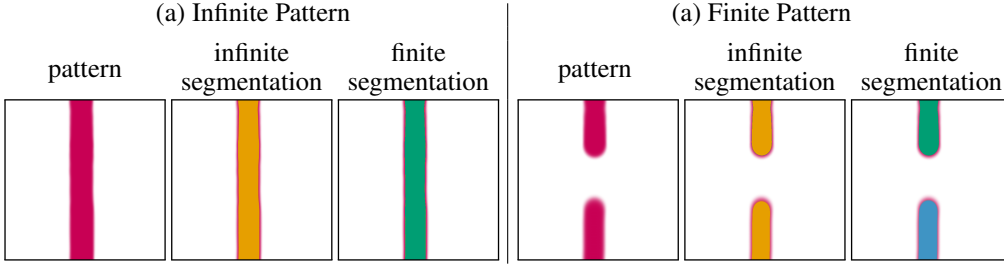 (a) Infinite Pattern
pattern
infinite
segmentation
finite
segmentation
(a) Finite Pattern
pattern
infinite
segmentation
finite
segmentation